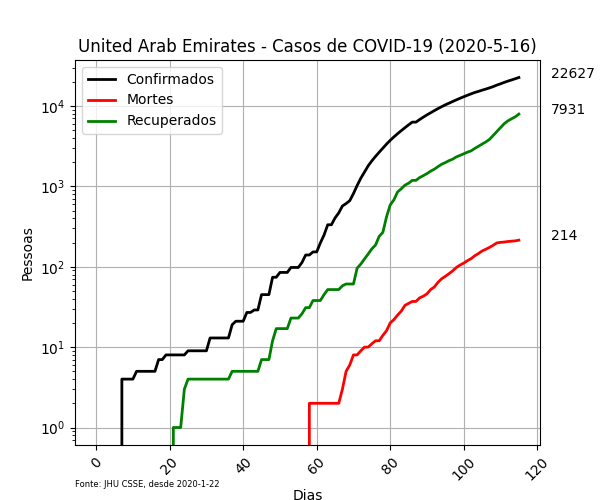 United Arab Emirates - Casos de COVID-19 (2020-5-16)
Confirmados
Mortes
Recuperados
22627
7931
214
10⁴
10³
10²
10¹
10⁰
Pessoas
0
20
40
60
80
100
120
Fonte: JHU CSSE, desde 2020-1-22
Dias